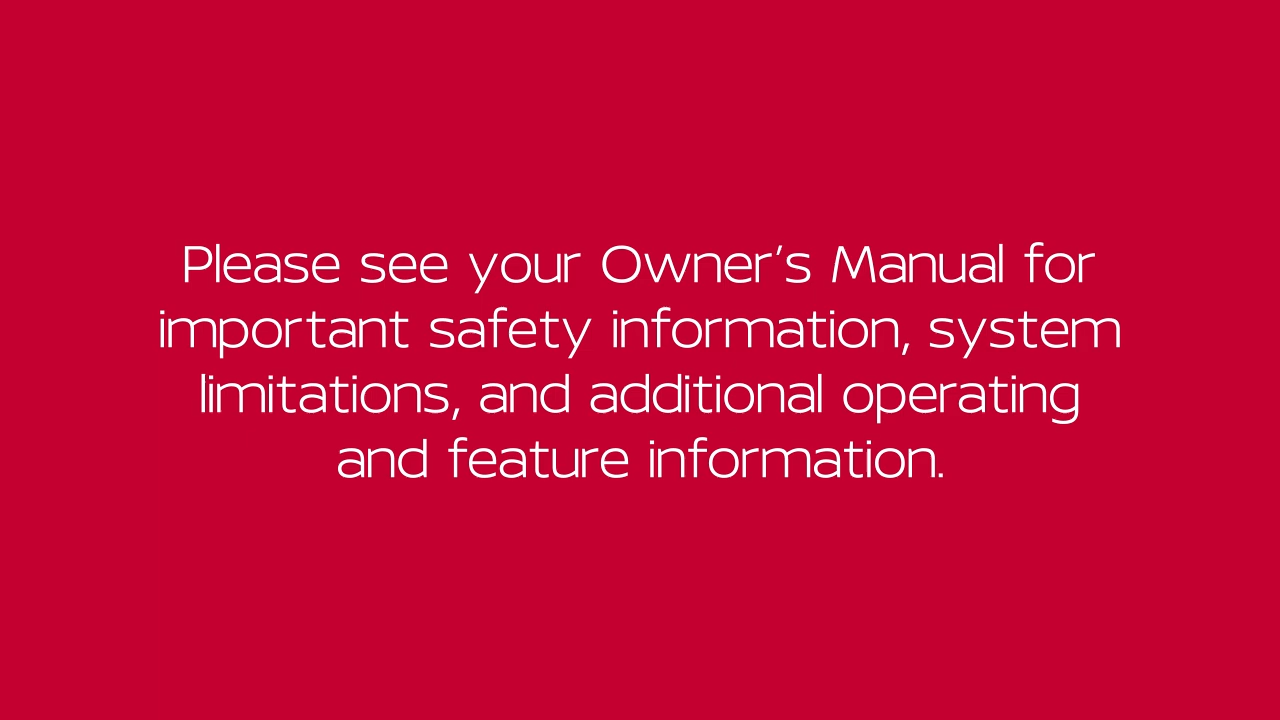 Please see your Owner’s Manual for
important safety information, system
limitations, and additional operating
and feature information.